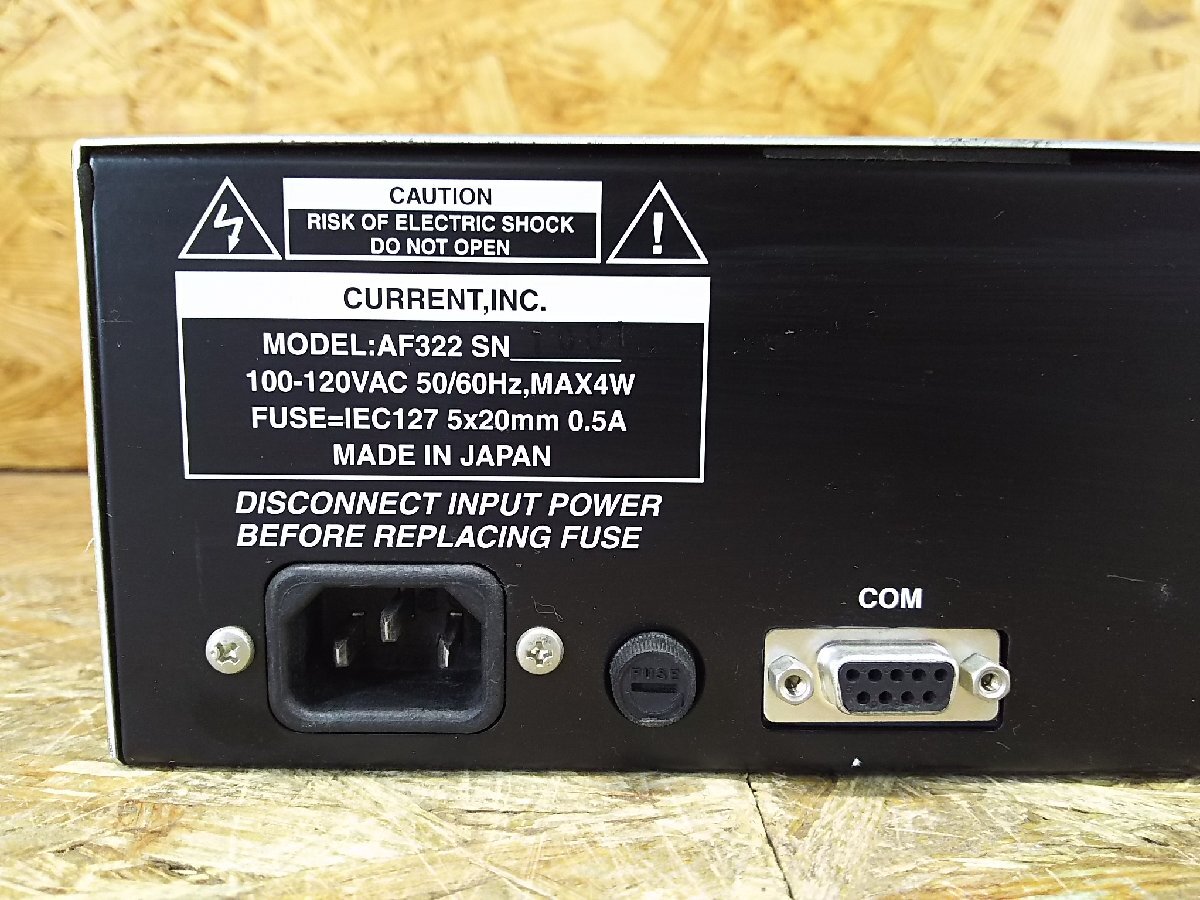 CAUTION
RISK OF ELECTRIC SHOCK
DO NOT OPEN
CURRENT,INC.
MODEL:AF322 SN
100-120VAC 50/60Hz,MAX4W
FUSE=IEC127 5x20mm 0.5A
MADE IN JAPAN
DISCONNECT INPUT POWER
BEFORE REPLACING FUSE
COM
FUSE